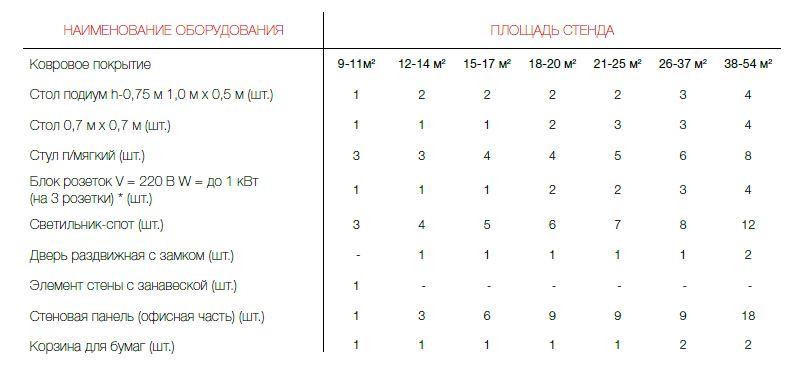 НАИМЕНОВАНИЕ ОБОРУДОВАНИЯ ПЛОЩАДЬ СТЕНДА
Ковровое покрытие 9-11м² 12-14 м² 15-17 м² 18-20 м² 21-25 м² 26-37 м² 38-54 м²
Стол подиум h-0,75 м 1,0 м x 0,5 м (шт.) 1 2 2 2 2 3 4
Стол 0,7 м x 0,7 м (шт.) 1 1 1 2 3 3 4
Стул п/мягкий (шт.) 3 3 4 4 5 6 8
Блок розеток V = 220 В W = до 1 кВт
(на 3 розетки) * (шт.) 1 1 1 2 2 3 4
Светильник-спот (шт.) 3 4 5 6 7 8 12
Дверь раздвижная с замком (шт.) - 1 1 1 1 1 2
Элемент стены с занавеской (шт.) 1 - - - - - -
Стеновая панель (офисная часть) (шт.) 1 3 6 9 9 9 18
Корзина для бумаг (шт.) 1 1 1 1 1 2 2